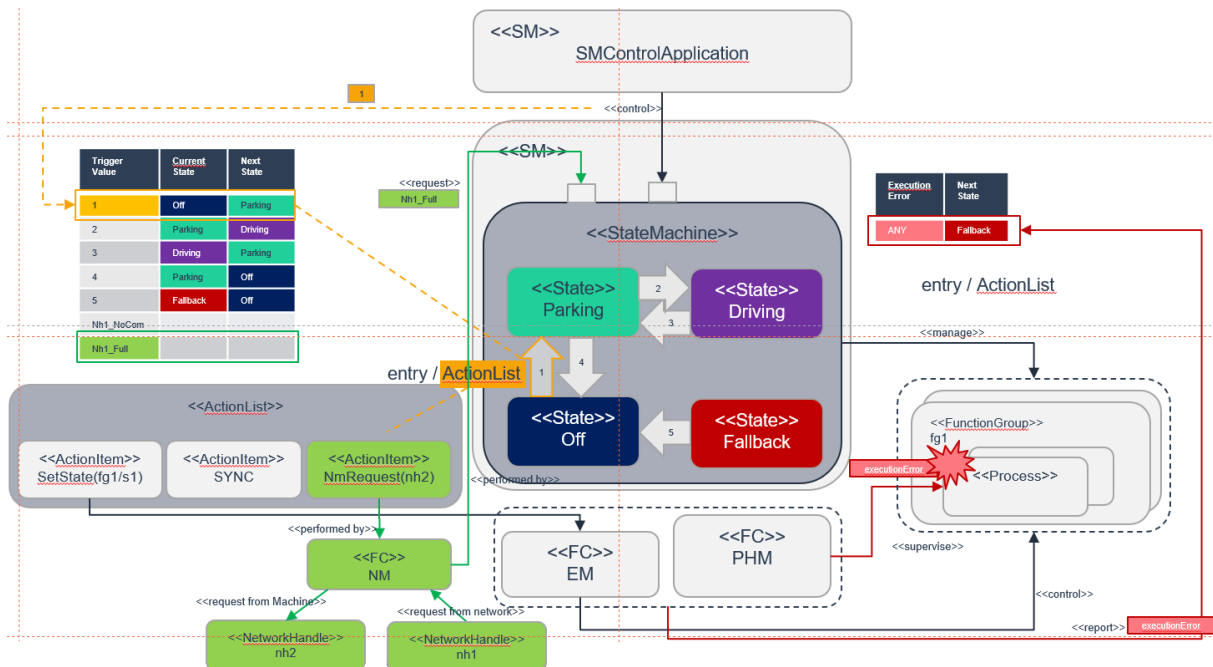 <<SM>>
SMControlApplication
1
<<control>>
<<SM>>
Trigger Value
Current State
Next State
1
Off
Parking
2
Parking
Driving
3
Driving
Parking
4
Parking
Off
5
Fallback
Off
Nh1_NoCom
Nh1_Full
<<request>>
Nh1_Full
Execution Error
Next State
ANY
Fallback
<<StateMachine>>
<<State>>
Parking
2
3
<<State>>
Driving
entry / ActionList
<<manage>>
1
4
entry / ActionList
<<State>>
Off
5
<<State>>
Fallback
<<ActionList>>
<<ActionItem>>
SetState(fg1/s1)
<<ActionItem>>
SYNC
<<ActionItem>>
NmRequest(nh2)
<<performed by>>
<<FunctionGroup>>
fg1
executionError
<<Process>>
<<performed by>>
<<FC>>
NM
<<FC>>
EM
<<FC>>
PHM
<<supervise>>
<<request from Machine>>
<<request from network>>
<<control>>
<<NetworkHandle>>
nh2
<<NetworkHandle>>
nh1
<<report>>
executionError